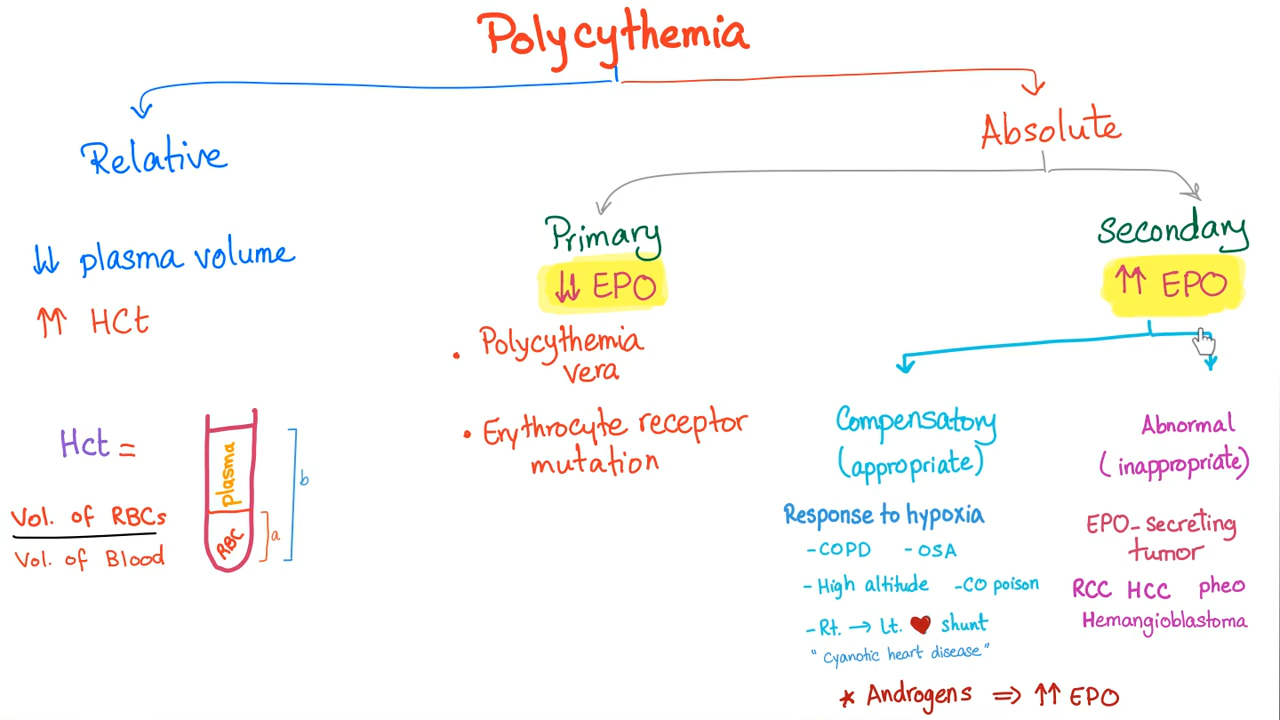 Polycythemia
Relative
Absolute
↓↓ plasma volume
↑↑ HCt
Hct =
Vol. of RBCs
Vol. of Blood
plasma
RBC
a
b
Primary
↓↓ EPO
• Polycythemia
vera
• Erythrocyte receptor
mutation
Secondary
↑↑ EPO
Compensatory
(appropriate)
Response to hypoxia
- COPD - OSA
- High altitude - CO poison
- Rt. → Lt. ♥ shunt
"Cyanotic heart disease"
Abnormal
(inappropriate)
EPO-secreting
tumor
RCC HCC pheo
Hemangioblastoma
* Androgens ⇒ ↑↑ EPO